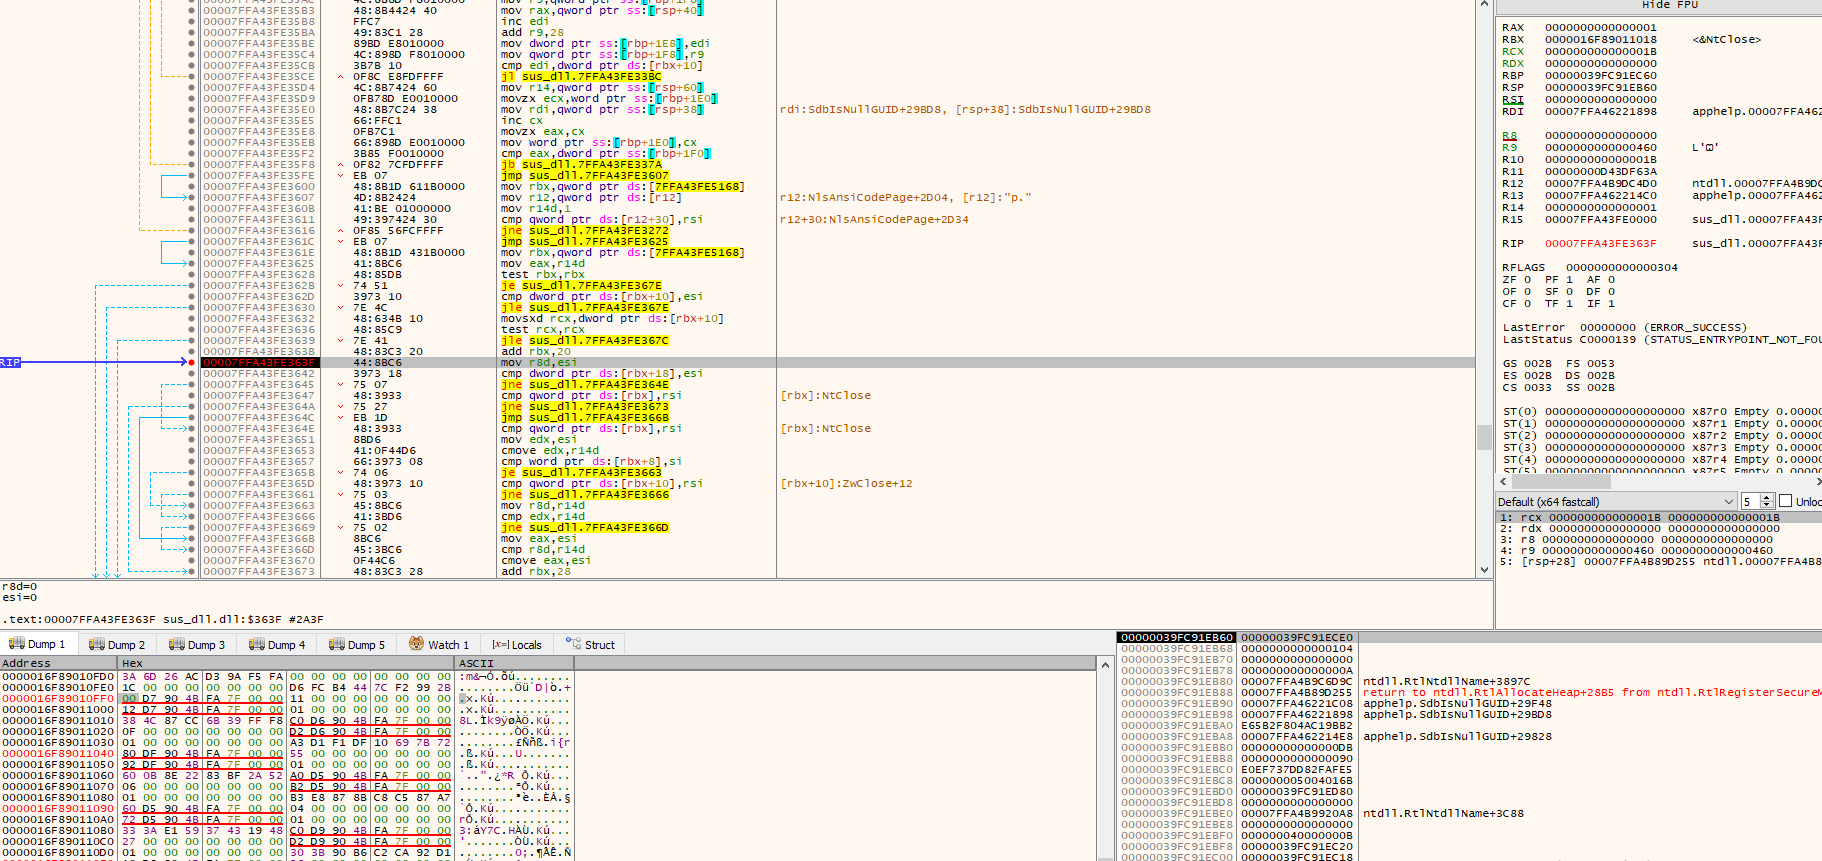 00007FFA43FE35B3 48:8B4424 40 mov rax,qword ptr ss:[rsp+40]
00007FFA43FE35B8 FFC7 inc edi
00007FFA43FE35BA 49:83C1 28 add r9,28
00007FFA43FE35BE 89BD E8010000 mov dword ptr ss:[rbp+1E8],edi
00007FFA43FE35C4 4C:898D F8010000 mov qword ptr ss:[rbp+1F8],r9
00007FFA43FE35CB 3B7B 10 cmp edi,dword ptr ds:[rbx+10]
00007FFA43FE35CE 0F8C E8FDFFFF jl sus_dll.7FFA43FE33BC
00007FFA43FE35D4 4C:8B7424 60 mov r14,qword ptr ss:[rsp+60]
00007FFA43FE35D9 0FB78D E0010000 movzx ecx,word ptr ss:[rbp+1E0]
00007FFA43FE35E0 48:8B7C24 38 mov rdi,qword ptr ss:[rsp+38] rdi:SdbIsNullGUID+29BD8, [rsp+38]:SdbIsNullGUID+29BD8
00007FFA43FE35E5 66:FFC1 inc cx
00007FFA43FE35E8 0FB7C1 movzx eax,cx
00007FFA43FE35EB 66:898D E0010000 mov word ptr ss:[rbp+1E0],cx
00007FFA43FE35F2 3B85 F0010000 cmp eax,dword ptr ss:[rbp+1F0]
00007FFA43FE35F8 0F82 7CFDFFFF jb sus_dll.7FFA43FE337A
00007FFA43FE35FE EB 07 jmp sus_dll.7FFA43FE3607
00007FFA43FE3600 48:8B1D 611B0000 mov rbx,qword ptr ds:[7FFA43FE5168]
00007FFA43FE3607 4D:8B2424 mov r12,qword ptr ds:[r12] r12:NlsAnsiCodePage+2D04, [r12]:"p."
00007FFA43FE360B 41:BE 01000000 mov r14d,1
00007FFA43FE3611 49:397424 30 cmp qword ptr ds:[r12+30],rsi r12+30:NlsAnsiCodePage+2D34
00007FFA43FE3616 0F85 56FCFFFF jne sus_dll.7FFA43FE3272
00007FFA43FE361C EB 07 jmp sus_dll.7FFA43FE3625
00007FFA43FE361E 48:8B1D 431B0000 mov rbx,qword ptr ds:[7FFA43FE5168]
00007FFA43FE3625 41:8BC6 mov eax,r14d
00007FFA43FE3628 48:85DB test rbx,rbx
00007FFA43FE362B 74 51 je sus_dll.7FFA43FE367E
00007FFA43FE362D 3973 10 cmp dword ptr ds:[rbx+10],esi
00007FFA43FE3630 7E 4C jle sus_dll.7FFA43FE367E
00007FFA43FE3632 48:634B 10 movsxd rcx,dword ptr ds:[rbx+10]
00007FFA43FE3636 48:85C9 test rcx,rcx
00007FFA43FE3639 7E 41 jle sus_dll.7FFA43FE367C
00007FFA43FE363B 48:83C3 20 add rbx,20
RIP 00007FFA43FE363F 44:8BC6 mov r8d,esi
00007FFA43FE3642 3973 18 cmp dword ptr ds:[rbx+18],esi
00007FFA43FE3645 75 07 jne sus_dll.7FFA43FE364E
00007FFA43FE3647 48:3933 cmp qword ptr ds:[rbx],rsi [rbx]:NtClose
00007FFA43FE364A 75 27 jne sus_dll.7FFA43FE3673
00007FFA43FE364C EB 1D jmp sus_dll.7FFA43FE366B
00007FFA43FE364E 48:3933 cmp qword ptr ds:[rbx],rsi [rbx]:NtClose
00007FFA43FE3651 8BD6 mov edx,esi
00007FFA43FE3653 41:0F44D6 cmove edx,r14d
00007FFA43FE3657 66:3973 08 cmp word ptr ds:[rbx+8],si
00007FFA43FE365B 74 06 je sus_dll.7FFA43FE3663
00007FFA43FE365D 48:3973 10 cmp qword ptr ds:[rbx+10],rsi [rbx+10]:ZwClose+12
00007FFA43FE3661 75 03 jne sus_dll.7FFA43FE3666
00007FFA43FE3663 45:8BC6 mov r8d,r14d
00007FFA43FE3666 41:3BD6 cmp edx,r14d
00007FFA43FE3669 75 02 jne sus_dll.7FFA43FE366D
00007FFA43FE366B 8BC6 mov eax,esi
00007FFA43FE366D 45:3BC6 cmp r8d,r14d
00007FFA43FE3670 0F44C6 cmove eax,esi
00007FFA43FE3673 48:83C3 28 add rbx,28
Hide FPU
RAX 0000000000000001
RBX 0000016F89011018 <&NtClose>
RCX 000000000000001B
RDX 0000000000000000
RBP 00000039FC91EC60
RSP 00000039FC91EB60
RSI 0000000000000000
RDI 00007FFA46221898 apphelp.00007FFA462
R8 0000000000000000
R9 0000000000000460
R10 000000000000001B
R11 00000000D43DF63A
R12 00007FFA4B9DC4D0 ntdll.00007FFA4B9DC
R13 00007FFA462214C0 apphelp.00007FFA462
R14 0000000000000001
R15 00007FFA43FE0000 sus_dll.00007FFA43F
RIP 00007FFA43FE363F sus_dll.00007FFA43F
RFLAGS 0000000000000304
ZF 0 PF 1 AF 0
OF 0 SF 0 DF 0
CF 0 TF 1 IF 1
LastError 00000000 (ERROR_SUCCESS)
LastStatus C0000139 (STATUS_ENTRYPOINT_NOT_FOU
GS 002B FS 0053
ES 002B DS 002B
CS 0033 SS 002B
ST(0) 00000000000000000000 x87r0 Empty 0.0000
ST(1) 00000000000000000000 x87r1 Empty 0.0000
ST(2) 00000000000000000000 x87r2 Empty 0.0000
ST(3) 00000000000000000000 x87r3 Empty 0.0000
ST(4) 00000000000000000000 x87r4 Empty 0.0000
Default (x64 fastcall) 5 Unloc
1: rcx 000000000000001B 000000000000001B
2: rdx 0000000000000000 0000000000000000
3: r8 0000000000000000 0000000000000000
4: r9 0000000000000460 0000000000000460
5: [rsp+28] 00007FFA4B89D255 ntdll.00007FFA4B8
r8d=0
esi=0
.text:00007FFA43FE363F sus_dll.dll:$363F #2A3F
Dump 1 Dump 2 Dump 3 Dump 4 Dump 5 Watch 1 [x=] Locals Struct
Address Hex ASCII
0000016F89010FD0 3A 6D 26 AC D3 9A F5 FA 00 00 00 00 00 00 00 00
0000016F89010FE0 1C 00 00 00 00 00 00 00 D6 FC B4 44 7C F2 99 2B
0000016F89010FF0 00 D7 90 4B FA 7F 00 00 11 00 00 00 00 00 00 00
0000016F89011000 12 D7 90 4B FA 7F 00 00 01 00 00 00 00 00 00 00
0000016F89011010 38 4C 87 CC 6B 39 FF F8 C0 D6 90 4B FA 7F 00 00
0000016F89011020 0F 00 00 00 00 00 00 00 D2 D6 90 4B FA 7F 00 00
0000016F89011030 01 00 00 00 00 00 00 00 A3 D1 F1 DF 10 69 7B 72
0000016F89011040 80 DF 90 4B FA 7F 00 00 55 00 00 00 00 00 00 00
0000016F89011050 92 DF 90 4B FA 7F 00 00 01 00 00 00 00 00 00 00
0000016F89011060 60 0B 8E 22 83 BF 2A 52 A0 D5 90 4B FA 7F 00 00
0000016F89011070 06 00 00 00 00 00 00 00 B2 D5 90 4B FA 7F 00 00
0000016F89011080 01 00 00 00 00 00 00 00 B3 E8 87 8B C8 C5 87 A7
0000016F89011090 60 D5 90 4B FA 7F 00 00 04 00 00 00 00 00 00 00
0000016F890110A0 72 D5 90 4B FA 7F 00 00 01 00 00 00 00 00 00 00
0000016F890110B0 33 3A E1 59 37 43 19 48 C0 D9 90 4B FA 7F 00 00
0000016F890110C0 27 00 00 00 00 00 00 00 D2 D9 90 4B FA 7F 00 00
0000016F890110D0 01 00 00 00 00 00 00 00 30 3B 90 B6 C2 CA 92 D1
00000039FC91EB60 00000039FC91ECE0
00000039FC91EB68 0000000000000104
00000039FC91EB70 0000000000000000
00000039FC91EB78 000000000000000A
00000039FC91EB80 00007FFA4B9C6D9C ntdll.RtlNtdllName+3897C
00000039FC91EB88 00007FFA4B89D255 return to ntdll.RtlAllocateHeap+28B5 from ntdll.RtlRegisterSecureM
00000039FC91EB90 00007FFA46221C08 apphelp.SdbIsNullGUID+29F48
00000039FC91EB98 00007FFA46221898 apphelp.SdbIsNullGUID+29BD8
00000039FC91EBA0 E65B2F804AC19BB2
00000039FC91EBA8 00007FFA462214E8 apphelp.SdbIsNullGUID+29828
00000039FC91EBB0 00000000000000DB
00000039FC91EBB8 0000000000000090
00000039FC91EBC0 E0EF737DD82FAFE5
00000039FC91EBC8 000000005004016B
00000039FC91EBD0 00000039FC91ED80
00000039FC91EBD8 0000000000000000
00000039FC91EBE0 00007FFA4B9920A8 ntdll.RtlNtdllName+3C88
00000039FC91EBE8 000000400000000B
00000039FC91EBF0 00000039FC91EC20
00000039FC91EBF8 0000000000000000
00000039FC91EC00 00000039FC91EC18